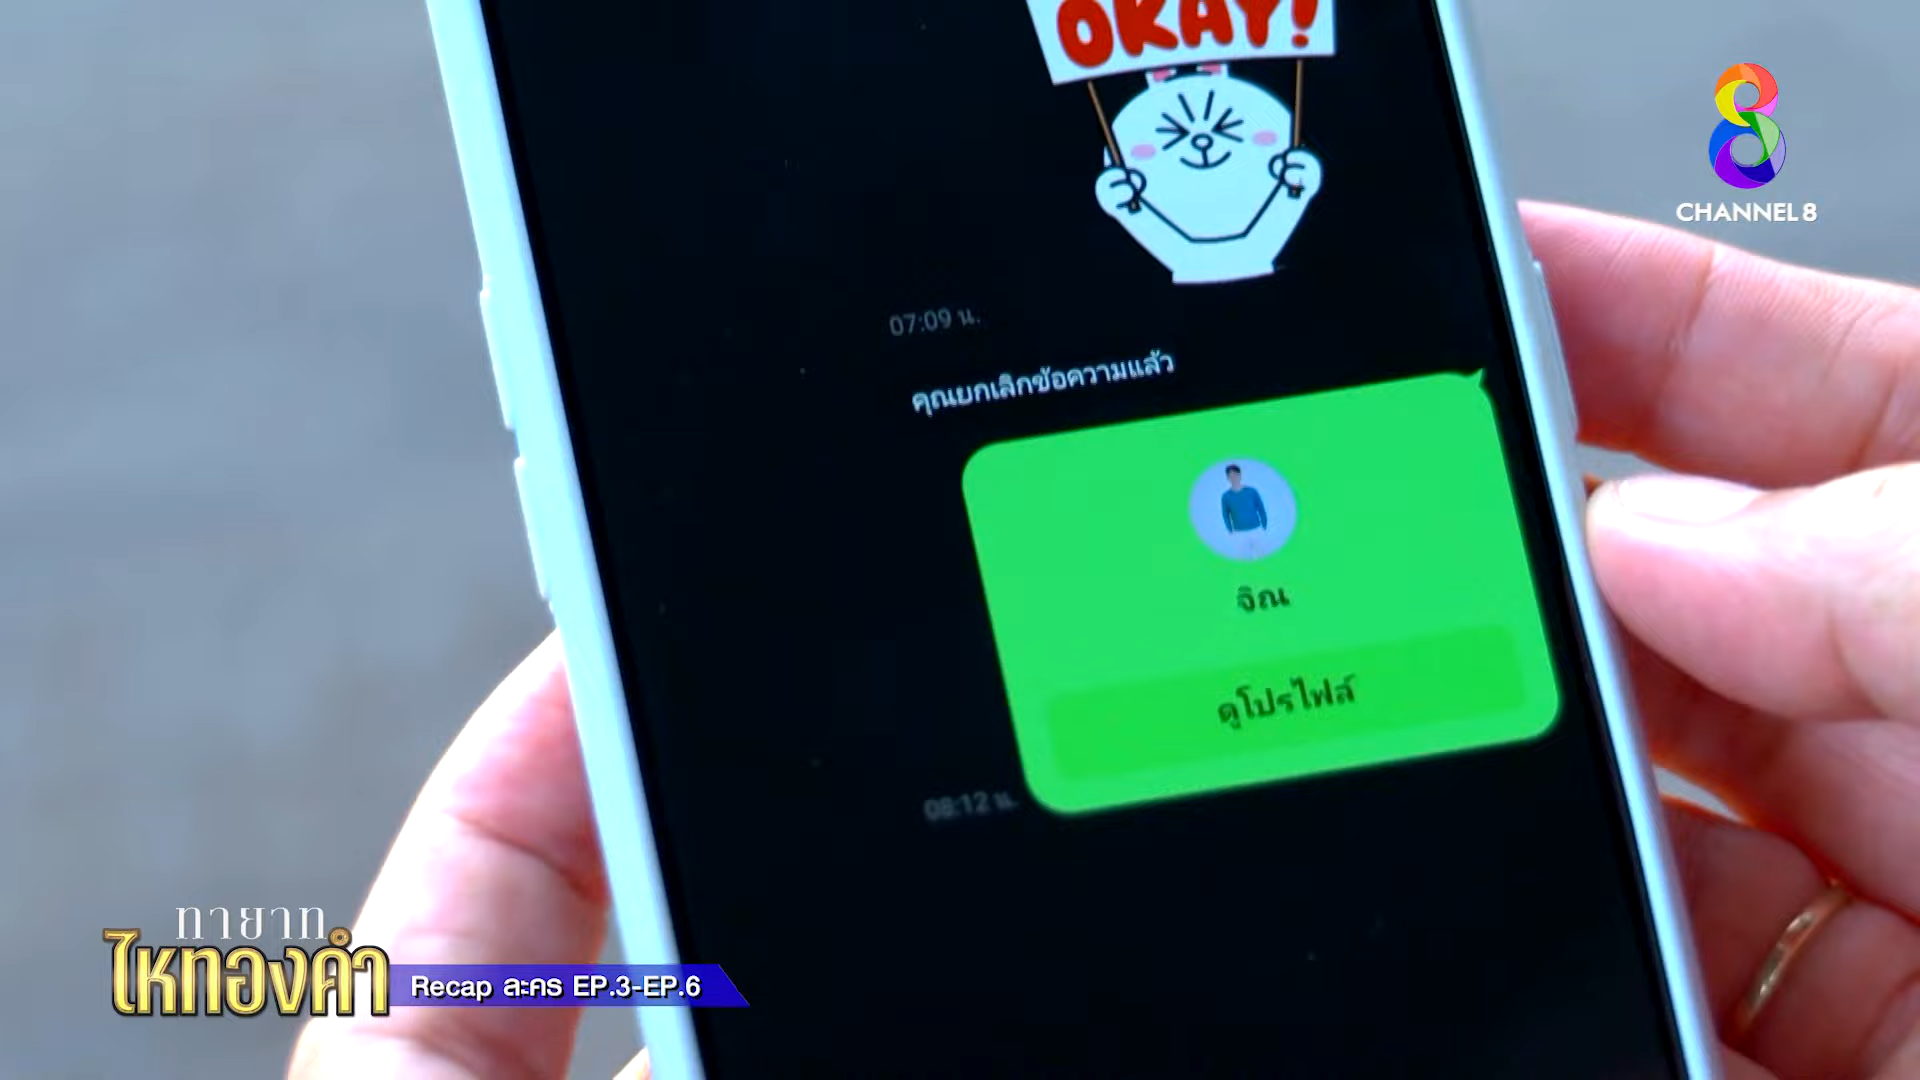 OKAY!
CHANNEL 8
07:09 น.
คุณยกเลิกข้อความแล้ว
จิณ
ดูโปรไฟล์
08:12 น.
ทายาท
ไหทองคำ
Recap ละคร EP.3-EP.6